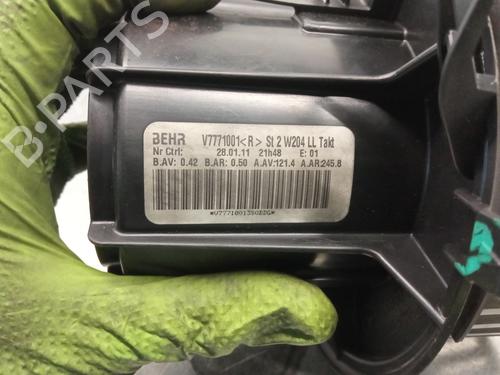 B-PARTS
BEHR V7771001<R> St 2 W204 LL Takt
Nr Ctrl: 28.01.11 21h48 E: 01
B.AV: 0.42 B.AR: 0.50 A.AV:121.4 A.AR:245.8